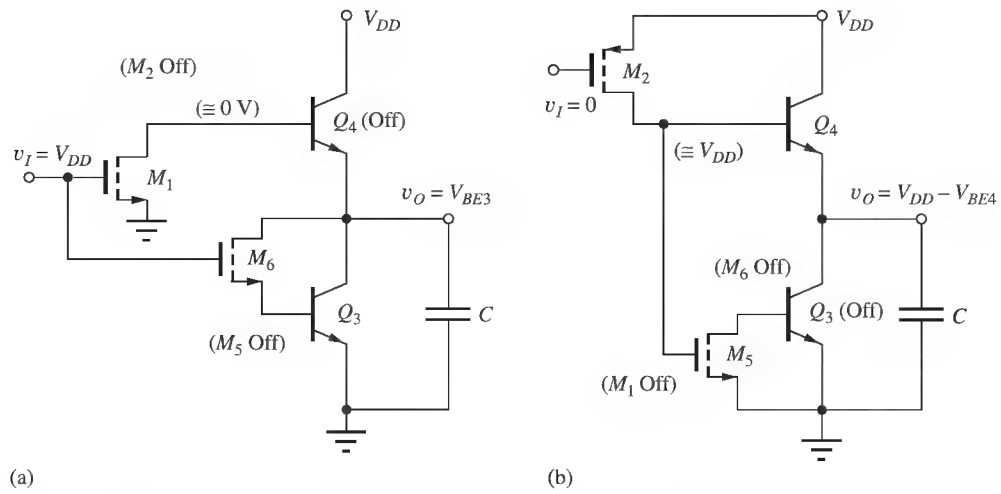 V_DD
(M_2 Off)
(≅ 0 V)
Q_4 (Off)
v_I = V_DD
M_1
v_O = V_BE3
M_6
Q_3
C
(M_5 Off)
(a)
V_DD
M_2
v_I = 0
Q_4
(≅ V_DD)
v_O = V_DD − V_BE4
(M_6 Off)
Q_3 (Off)
C
M_5
(M_1 Off)
(b)